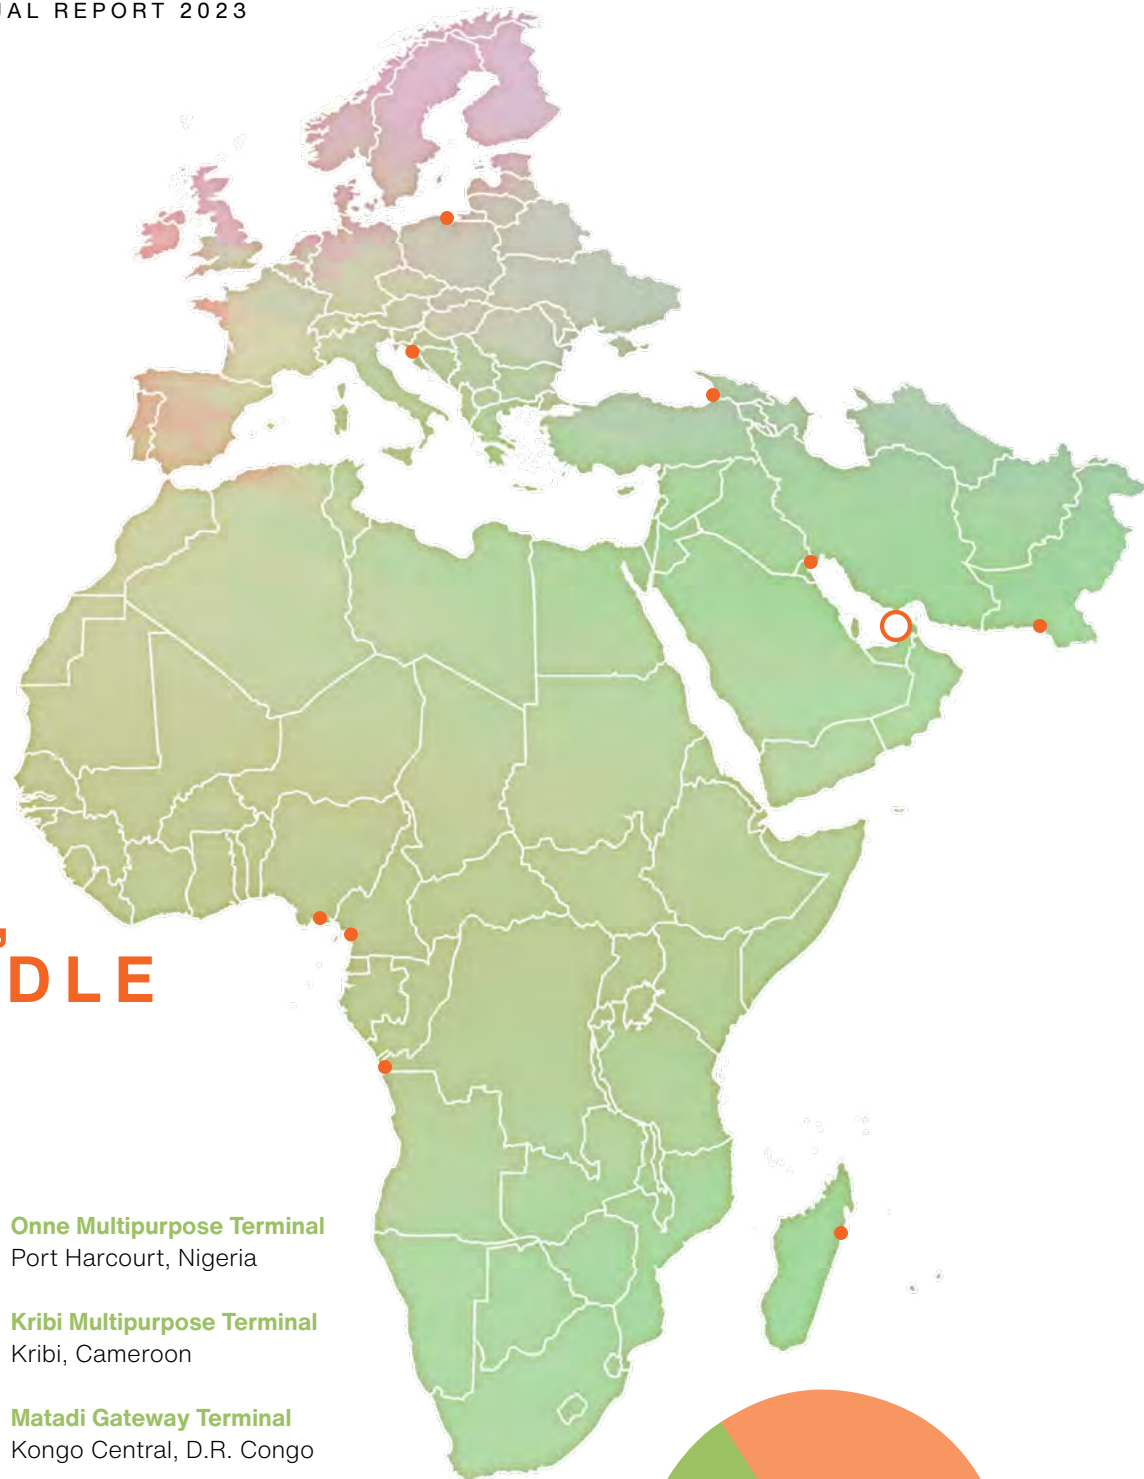 UAL REPORT 2023
DLE
Onne Multipurpose Terminal
Port Harcourt, Nigeria
Kribi Multipurpose Terminal
Kribi, Cameroon
Matadi Gateway Terminal
Kongo Central, D.R. Congo